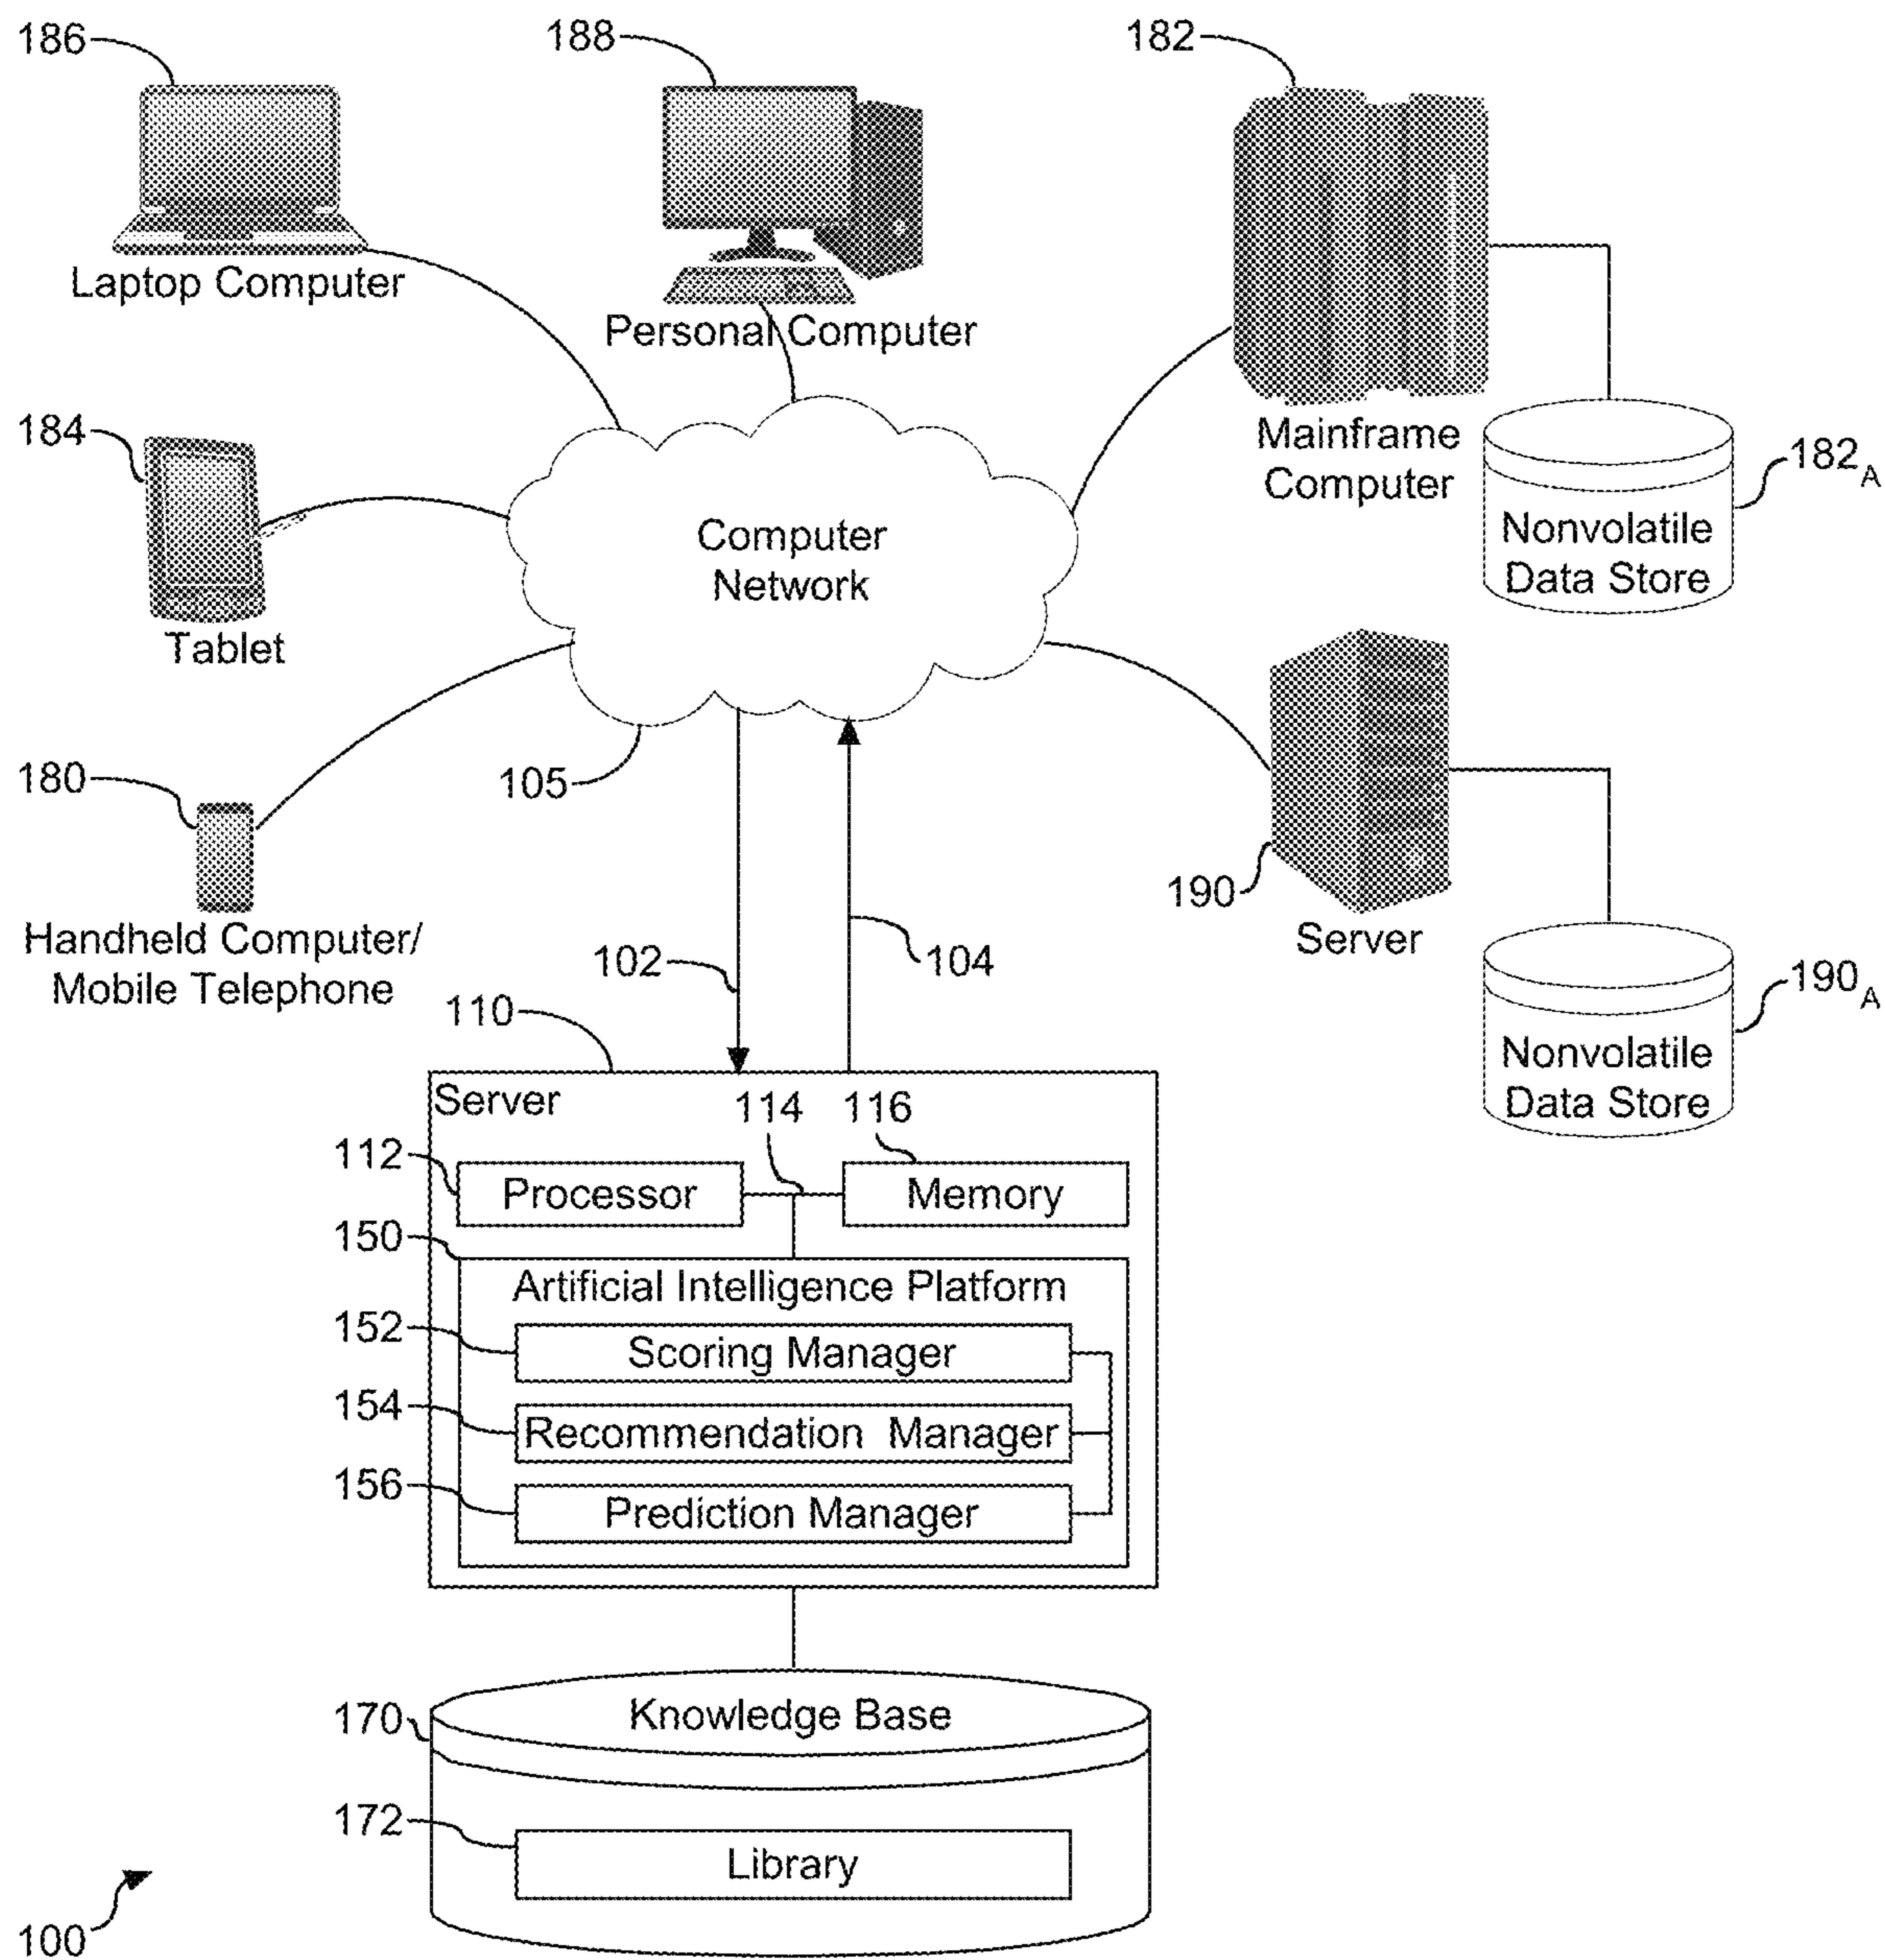 186
188
182
Laptop Computer
Personal Computer
Mainframe
Computer
184
182A
Computer
Network
Nonvolatile
Data Store
Tablet
180
105
190
Handheld Computer/
Mobile Telephone
Server
102
104
190A
110
Nonvolatile
Data Store
Server
114
116
112
Processor
Memory
150
Artificial Intelligence Platform
152
Scoring Manager
154
Recommendation Manager
156
Prediction Manager
170
Knowledge Base
172
Library
100